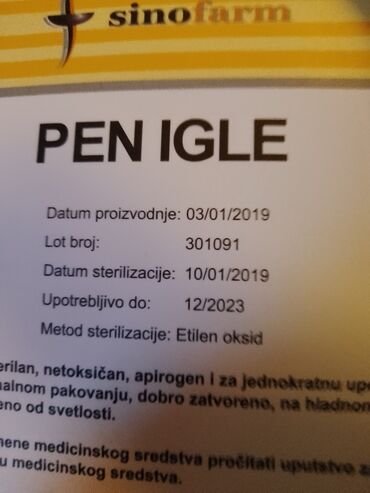 sinofarm
PEN IGLE
Datum proizvodnje: 03/01/2019
Lot broj: 301091
Datum sterilizacije: 10/01/2019
Upotrebljivo do: 12/2023
Metod sterilizacije: Etilen oksid
erilan, netoksičan, apirogen i za jednokratnu upo
nalnom pakovanju, dobro zatvoreno, na hladnom
eno od svetlosti.
mene medicinskog sredstva pročitati uputstvo z
u medicinskog sredstva.